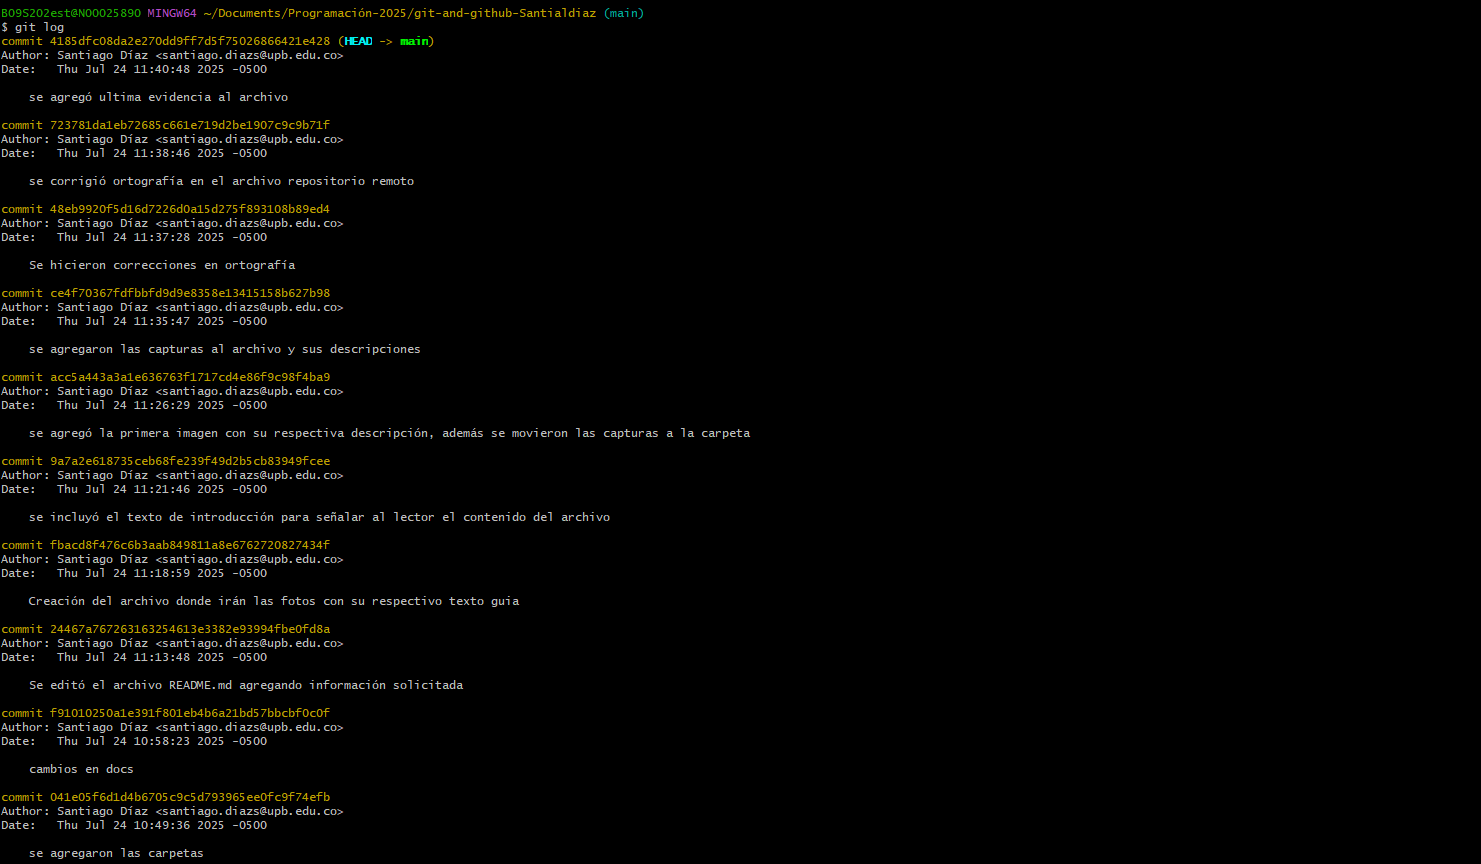 B09S202est@N0002589O MINGW64 ~/Documents/Programación-2025/git-and-github-Santialdiaz (main)
$ git log
commit 4185dfc08da2e270dd9ff7d5f75026866421e428 (HEAD -> main)
Author: Santiago Díaz <santiago.diazs@upb.edu.co>
Date:   Thu Jul 24 11:40:48 2025 -0500
se agregó ultima evidencia al archivo
commit 723781da1eb72685c661e719d2be1907c9c9b71f
Author: Santiago Díaz <santiago.diazs@upb.edu.co>
Date:   Thu Jul 24 11:38:46 2025 -0500
se corrigió ortografía en el archivo repositorio remoto
commit 48eb9920f5d16d7226d0a15d275f893108b89ed4
Author: Santiago Díaz <santiago.diazs@upb.edu.co>
Date:   Thu Jul 24 11:37:28 2025 -0500
Se hicieron correcciones en ortografía
commit ce4f70367fdfbbfd9d9e8358e13415158b627b98
Author: Santiago Díaz <santiago.diazs@upb.edu.co>
Date:   Thu Jul 24 11:35:47 2025 -0500
se agregaron las capturas al archivo y sus descripciones
commit acc5a443a3a1e636763f1717cd4e86f9c98f4ba9
Author: Santiago Díaz <santiago.diazs@upb.edu.co>
Date:   Thu Jul 24 11:26:29 2025 -0500
se agregó la primera imagen con su respectiva descripción, además se movieron las capturas a la carpeta
commit 9a7a2e618735ceb68fe239f49d2b5cb83949fcee
Author: Santiago Díaz <santiago.diazs@upb.edu.co>
Date:   Thu Jul 24 11:21:46 2025 -0500
se incluyó el texto de introducción para señalar al lector el contenido del archivo
commit fbacd8f476c6b3aab849811a8e6762720827434f
Author: Santiago Díaz <santiago.diazs@upb.edu.co>
Date:   Thu Jul 24 11:18:59 2025 -0500
Creación del archivo donde irán las fotos con su respectivo texto guia
commit 24467a767263163254613e3382e93994fbe0fd8a
Author: Santiago Díaz <santiago.diazs@upb.edu.co>
Date:   Thu Jul 24 11:13:48 2025 -0500
Se editó el archivo README.md agregando información solicitada
commit f91010250a1e391f801eb4b6a21bd57bbcbf0c0f
Author: Santiago Díaz <santiago.diazs@upb.edu.co>
Date:   Thu Jul 24 10:58:23 2025 -0500
cambios en docs
commit 041e05f6d1d4b6705c9c5d793965ee0fc9f74efb
Author: Santiago Díaz <santiago.diazs@upb.edu.co>
Date:   Thu Jul 24 10:49:36 2025 -0500
se agregaron las carpetas